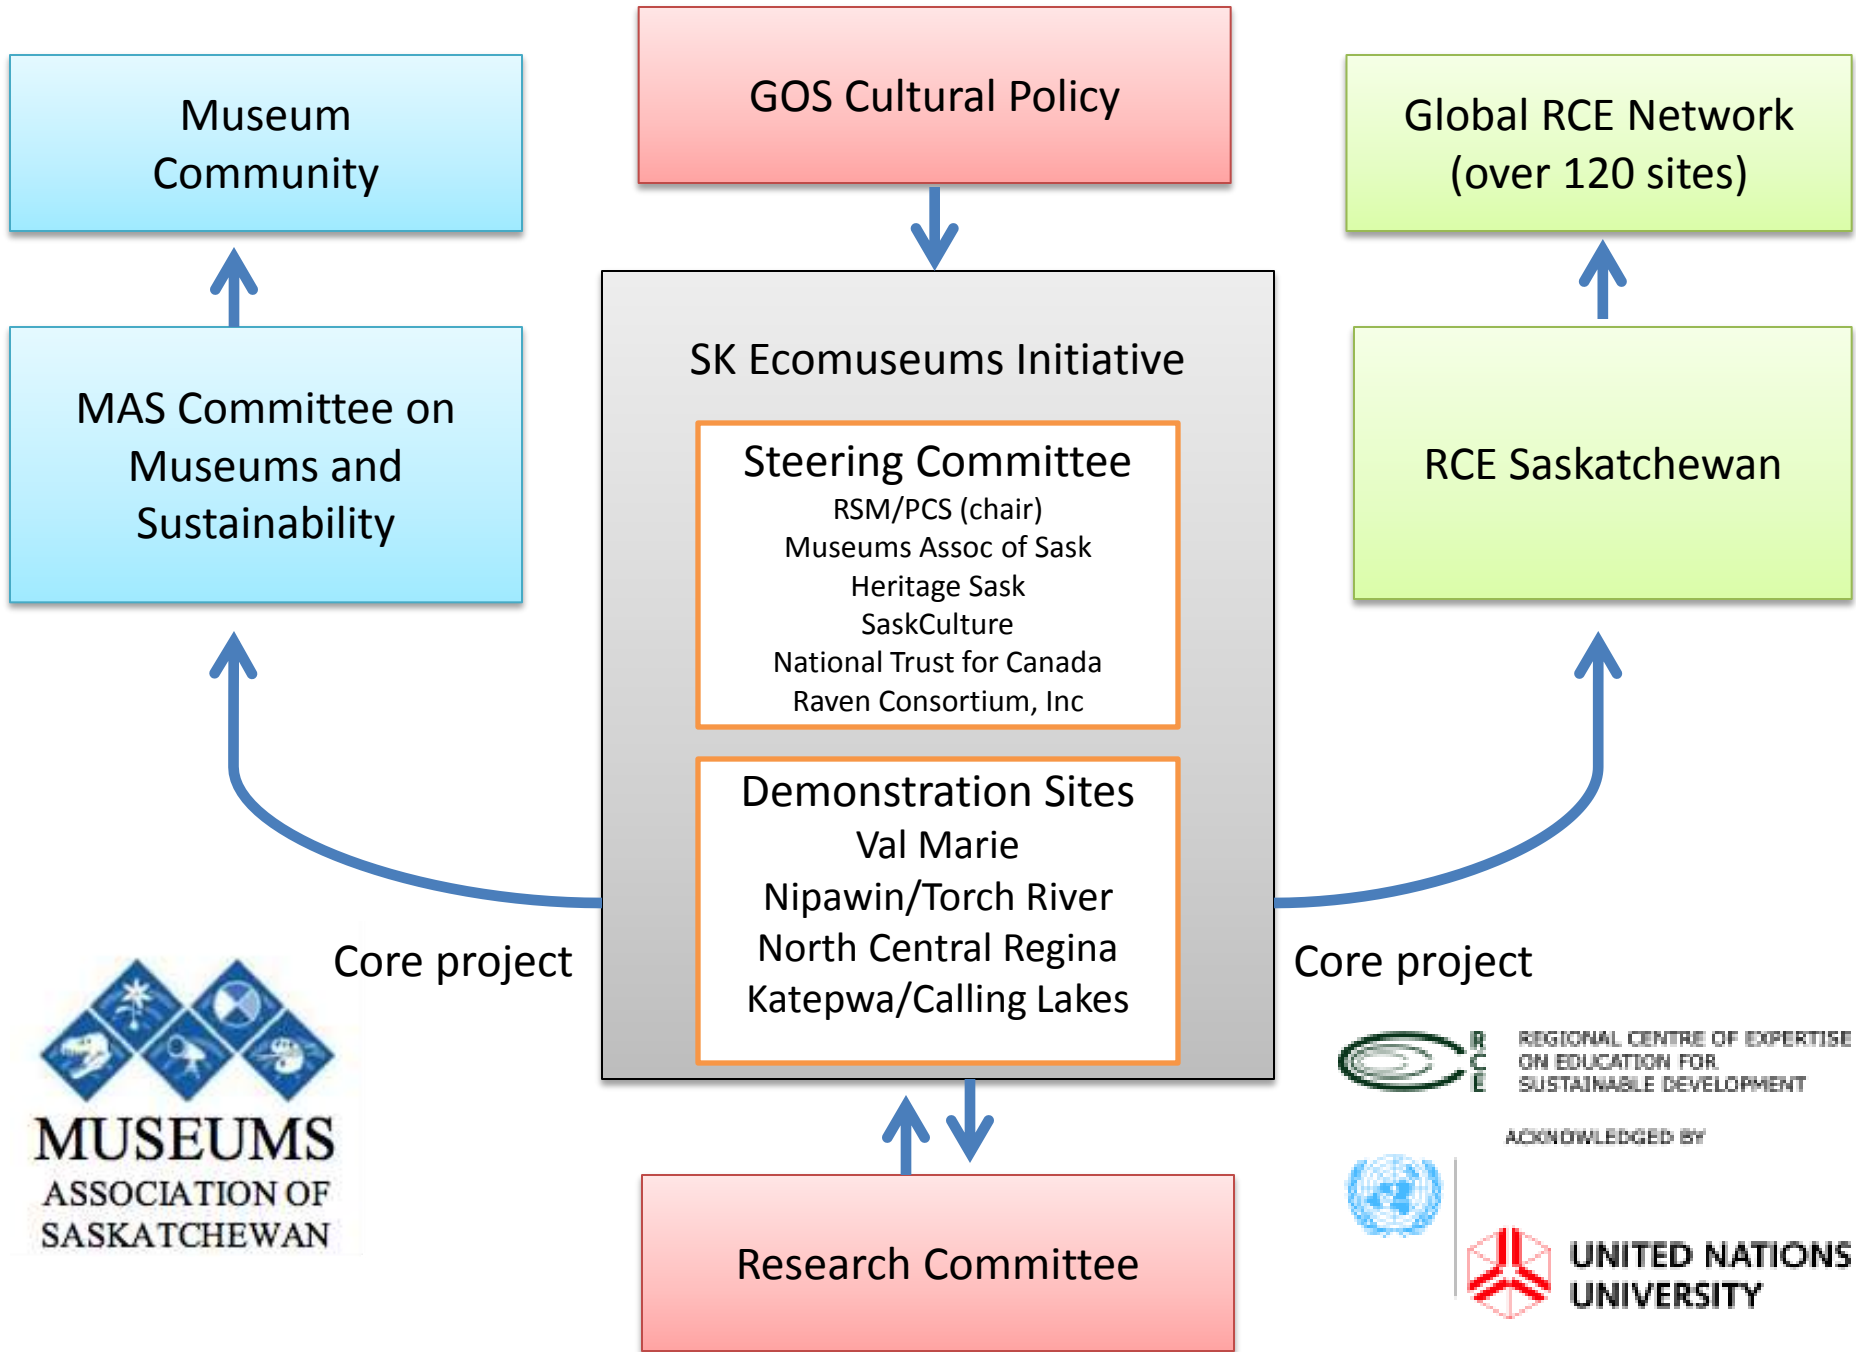 Museum
Community
GOS Cultural Policy
Global RCE Network
(over 120 sites)
MAS Committee on
Museums and
Sustainability
SK Ecomuseums Initiative
Steering Committee
RSM/PCS (chair)
Museums Assoc of Sask
Heritage Sask
SaskCulture
National Trust for Canada
Raven Consortium, Inc
Demonstration Sites
Val Marie
Nipawin/Torch River
North Central Regina
Katepwa/Calling Lakes
RCE Saskatchewan
Core project
Core project
MUSEUMS
ASSOCIATION OF
SASKATCHEWAN
Research Committee
RCE
REGIONAL CENTRE OF EXPERTISE
ON EDUCATION FOR
SUSTAINABLE DEVELOPMENT
ACKNOWLEDGED BY
UNITED NATIONS
UNIVERSITY